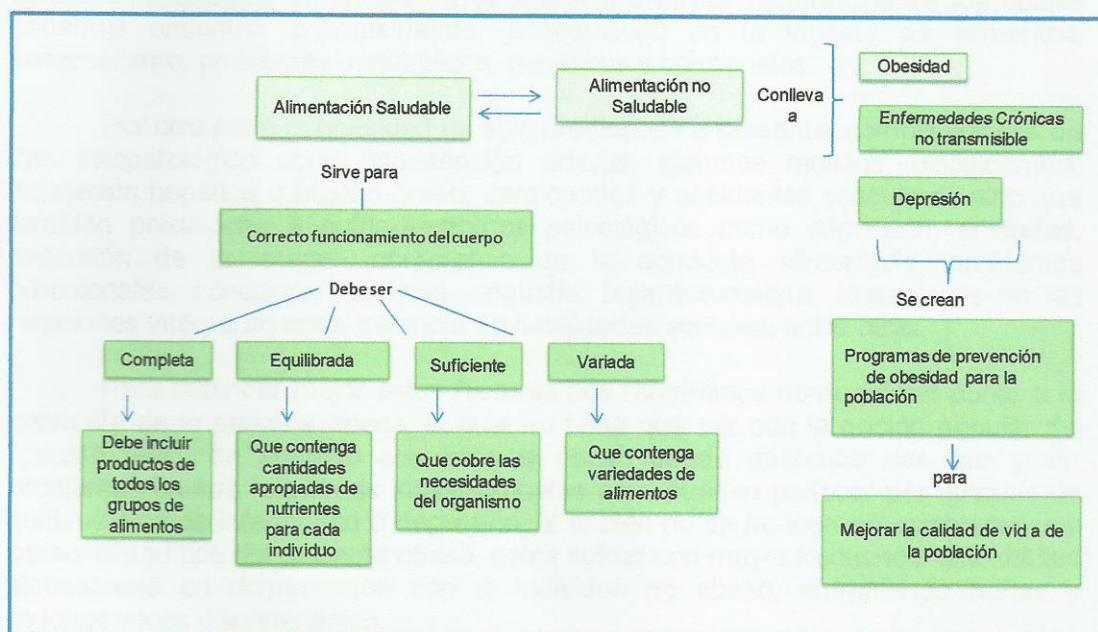 Alimentación Saludable
Alimentación no
Saludable
Conlleva
a
Obesidad
Enfermedades Crónicas
no transmisible
Depresión
Sirve para
Correcto funcionamiento del cuerpo
Debe ser
Completa
Equilibrada
Suficiente
Variada
Debe incluir
productos de
todos los
grupos de
alimentos
Que contenga
cantidades
apropiadas de
nutrientes
para cada
individuo
Que cobre las
necesidades
del organismo
Que contenga
variedades de
alimentos
Se crean
Programas de prevención
de obesidad para la
población
para
Mejorar la calidad de vid a de
la población